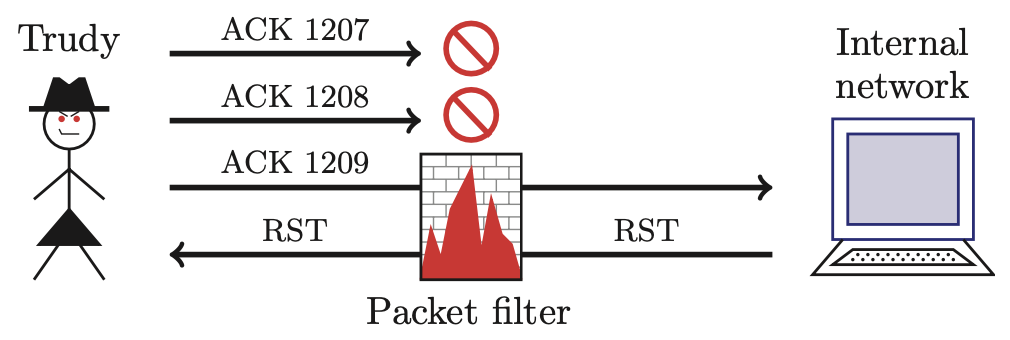 Trudy
ACK 1207
ACK 1208
ACK 1209
RST
RST
Packet filter
Internal
network